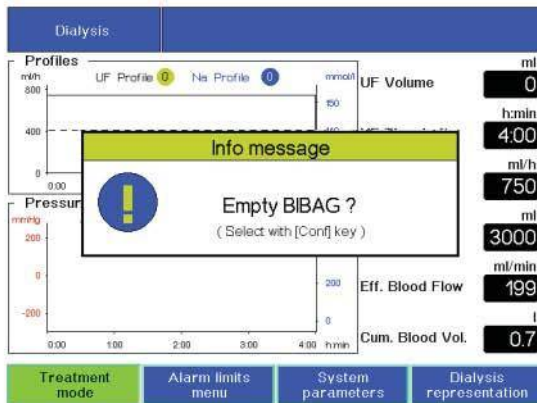 Dialysis
Profiles
ml/h
UF Profile 0 Na Profile 0
mmol/l
800
150
400
0
0:00
Info message
!
Empty BIBAG ?
( Select with [Conf] key )
Pressur
mmHg
200
0
-200
200
0
0:00 1:00 2:00 3:00 4:00 h:min
ml
UF Volume 0
h:min
4:00
ml/h
750
ml
3000
ml/min
Eff. Blood Flow 199
l
Cum. Blood Vol. 0.7
Treatment mode
Alarm limits menu
System parameters
Dialysis representation